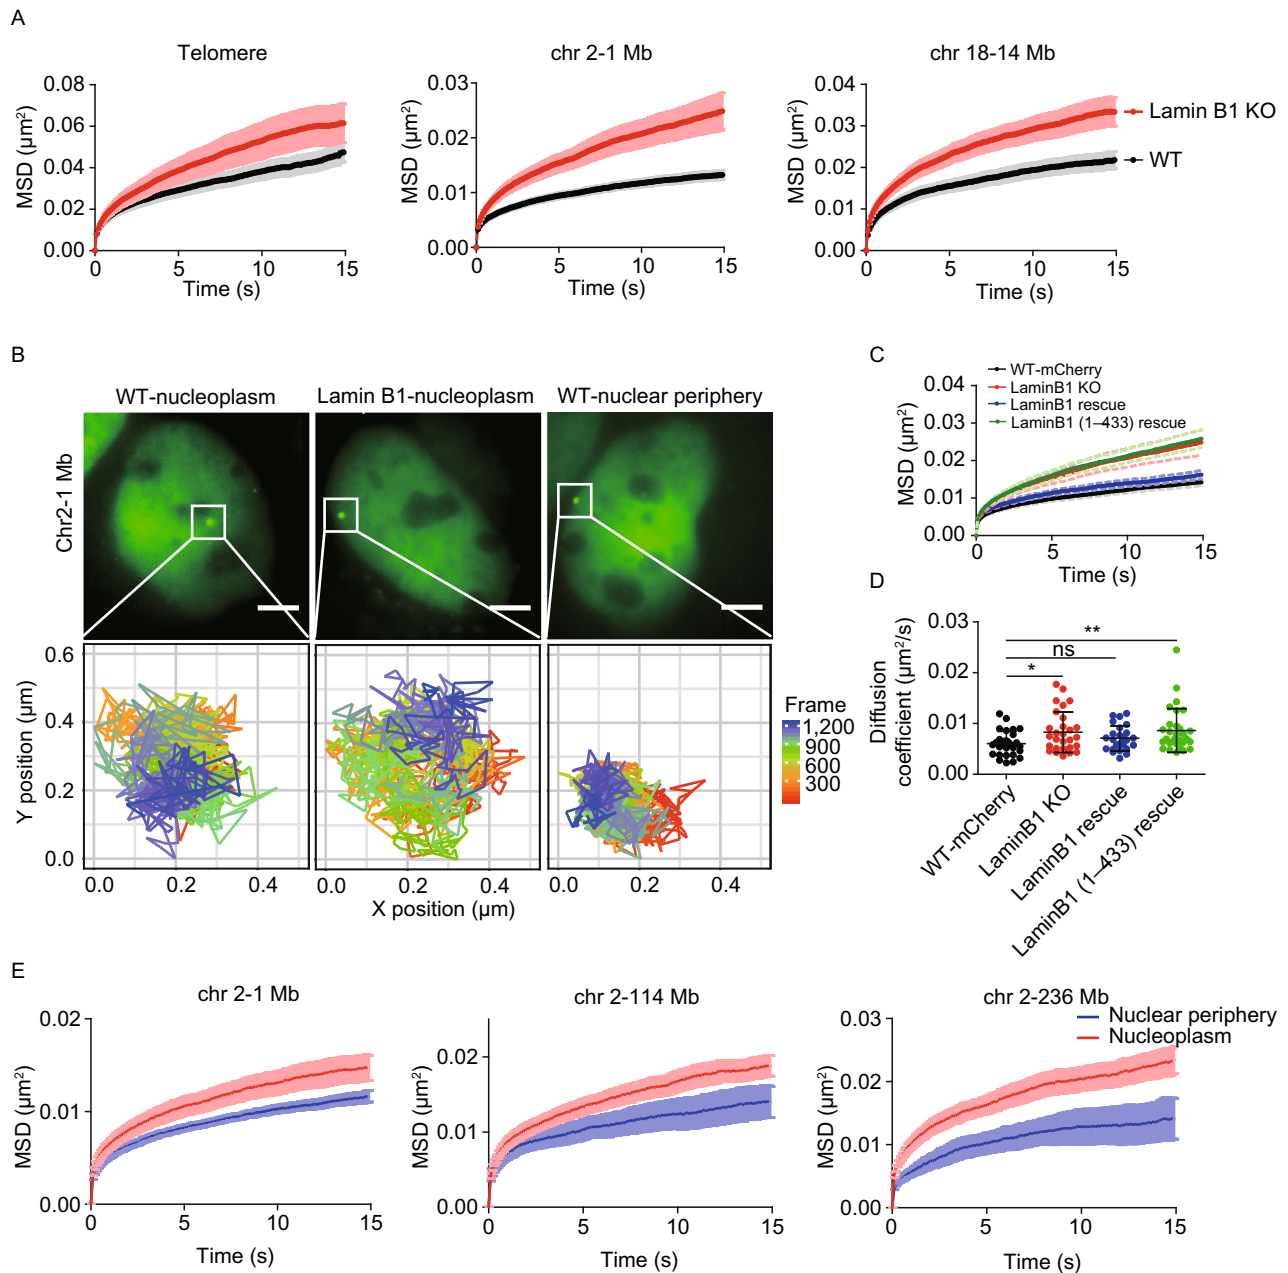 A
Telomere
chr 2-1 Mb
chr 18-14 Mb
MSD (µm²)
0.08
0.06
0.04
0.02
0.00
0
5
10
15
Time (s)
MSD (µm²)
0.03
0.02
0.01
0.00
0
5
10
15
Time (s)
MSD (µm²)
0.04
0.03
0.02
0.01
0.00
0
5
10
15
Time (s)
Lamin B1 KO
WT
B
WT-nucleoplasm
Lamin B1-nucleoplasm
WT-nuclear periphery
Chr2-1 Mb
Y position (µm)
0.6
0.4
0.2
0.0
0.0 0.2 0.4
0.0 0.2 0.4
0.0 0.2 0.4
X position (µm)
Frame
1,200
900
600
300
C
WT-mCherry
LaminB1 KO
LaminB1 rescue
LaminB1 (1–433) rescue
MSD (µm²)
0.04
0.03
0.02
0.01
0.00
0
5
10
15
Time (s)
D
Diffusion
coefficient (µm²/s)
0.03
0.02
0.01
0.00
**
ns
*
WT-mCherry
LaminB1 KO
LaminB1 rescue
LaminB1 (1–433) rescue
E
chr 2-1 Mb
chr 2-114 Mb
chr 2-236 Mb
Nuclear periphery
Nucleoplasm
MSD (µm²)
0.02
0.01
0.00
0
5
10
15
Time (s)
MSD (µm²)
0.02
0.01
0.00
0
5
10
15
Time (s)
MSD (µm²)
0.03
0.02
0.01
0.00
0
5
10
15
Time (s)